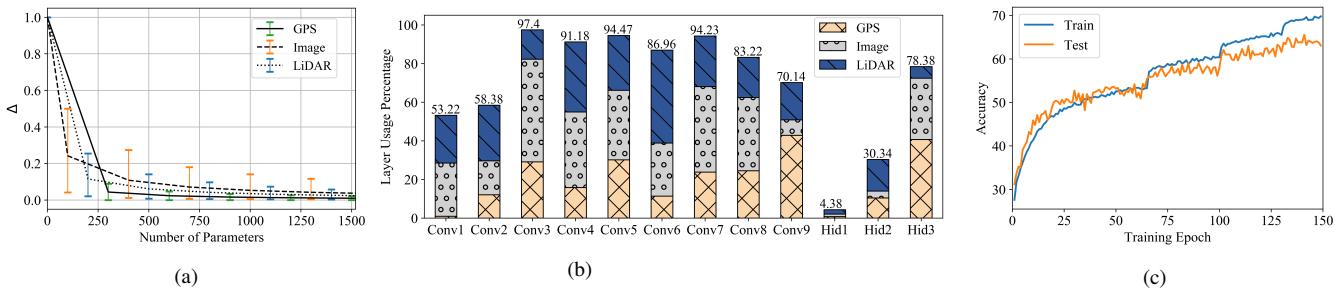 1.0
0.8
0.6
0.4
0.2
0.0
Δ
0 250 500 750 1000 1250 1500
Number of Parameters
GPS
Image
LiDAR
(a)
100
80
60
40
20
0
Layer Usage Percentage
53.22 58.38 97.4 91.18 94.47 86.96 94.23 83.22 70.14 4.38 30.34 78.38
GPS
Image
LiDAR
Conv1 Conv2 Conv3 Conv4 Conv5 Conv6 Conv7 Conv8 Conv9 Hid1 Hid2 Hid3
(b)
70
60
50
40
30
Accuracy
Train
Test
0 25 50 75 100 125 150
Training Epoch
(c)